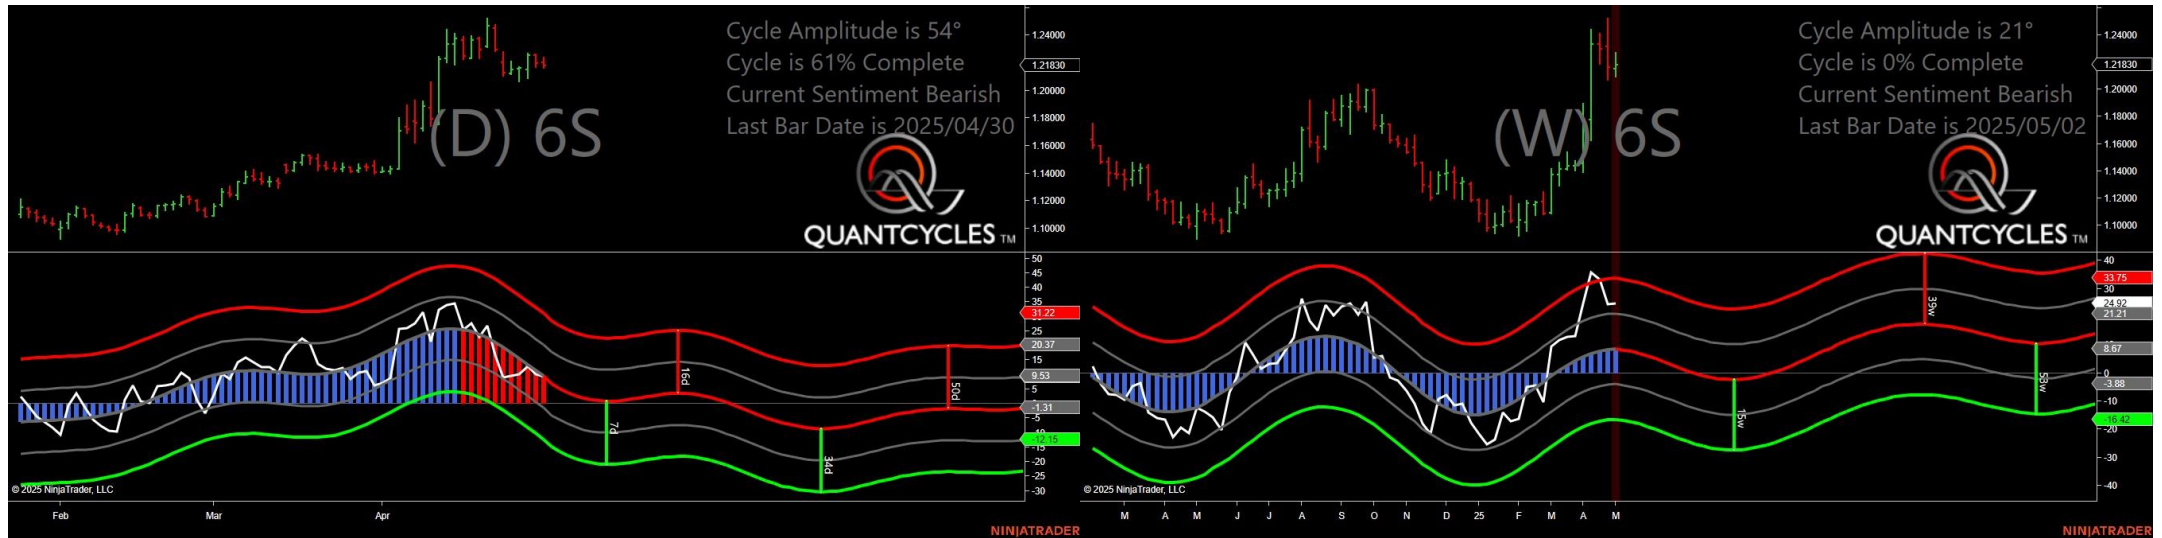 Cycle Amplitude is 54°
Cycle is 61% Complete
Current Sentiment Bearish
Last Bar Date is 2025/04/30
(D) 6S
QUANTCYCLES TM
1.24000
1.21830
1.20000
1.18000
1.16000
1.14000
1.12000
1.10000
50
45
40
35
31.22
25
20.37
15
9.53
5
-1.31
-5
-12.15
-15
-20
-25
-30
7d
16d
34d
50d
© 2025 NinjaTrader, LLC
Feb
Mar
Apr
NINJATRADER
Cycle Amplitude is 21°
Cycle is 0% Complete
Current Sentiment Bearish
Last Bar Date is 2025/05/02
(W) 6S
QUANTCYCLES TM
1.24000
1.21830
1.20000
1.18000
1.16000
1.14000
1.12000
1.10000
40
33.75
30
24.92
21.21
8.67
0
-3.88
-10
-16.42
-20
-30
-40
15w
39w
53w
© 2025 NinjaTrader, LLC
M
A
M
J
J
A
S
O
N
D
25
F
M
A
M
NINJATRADER